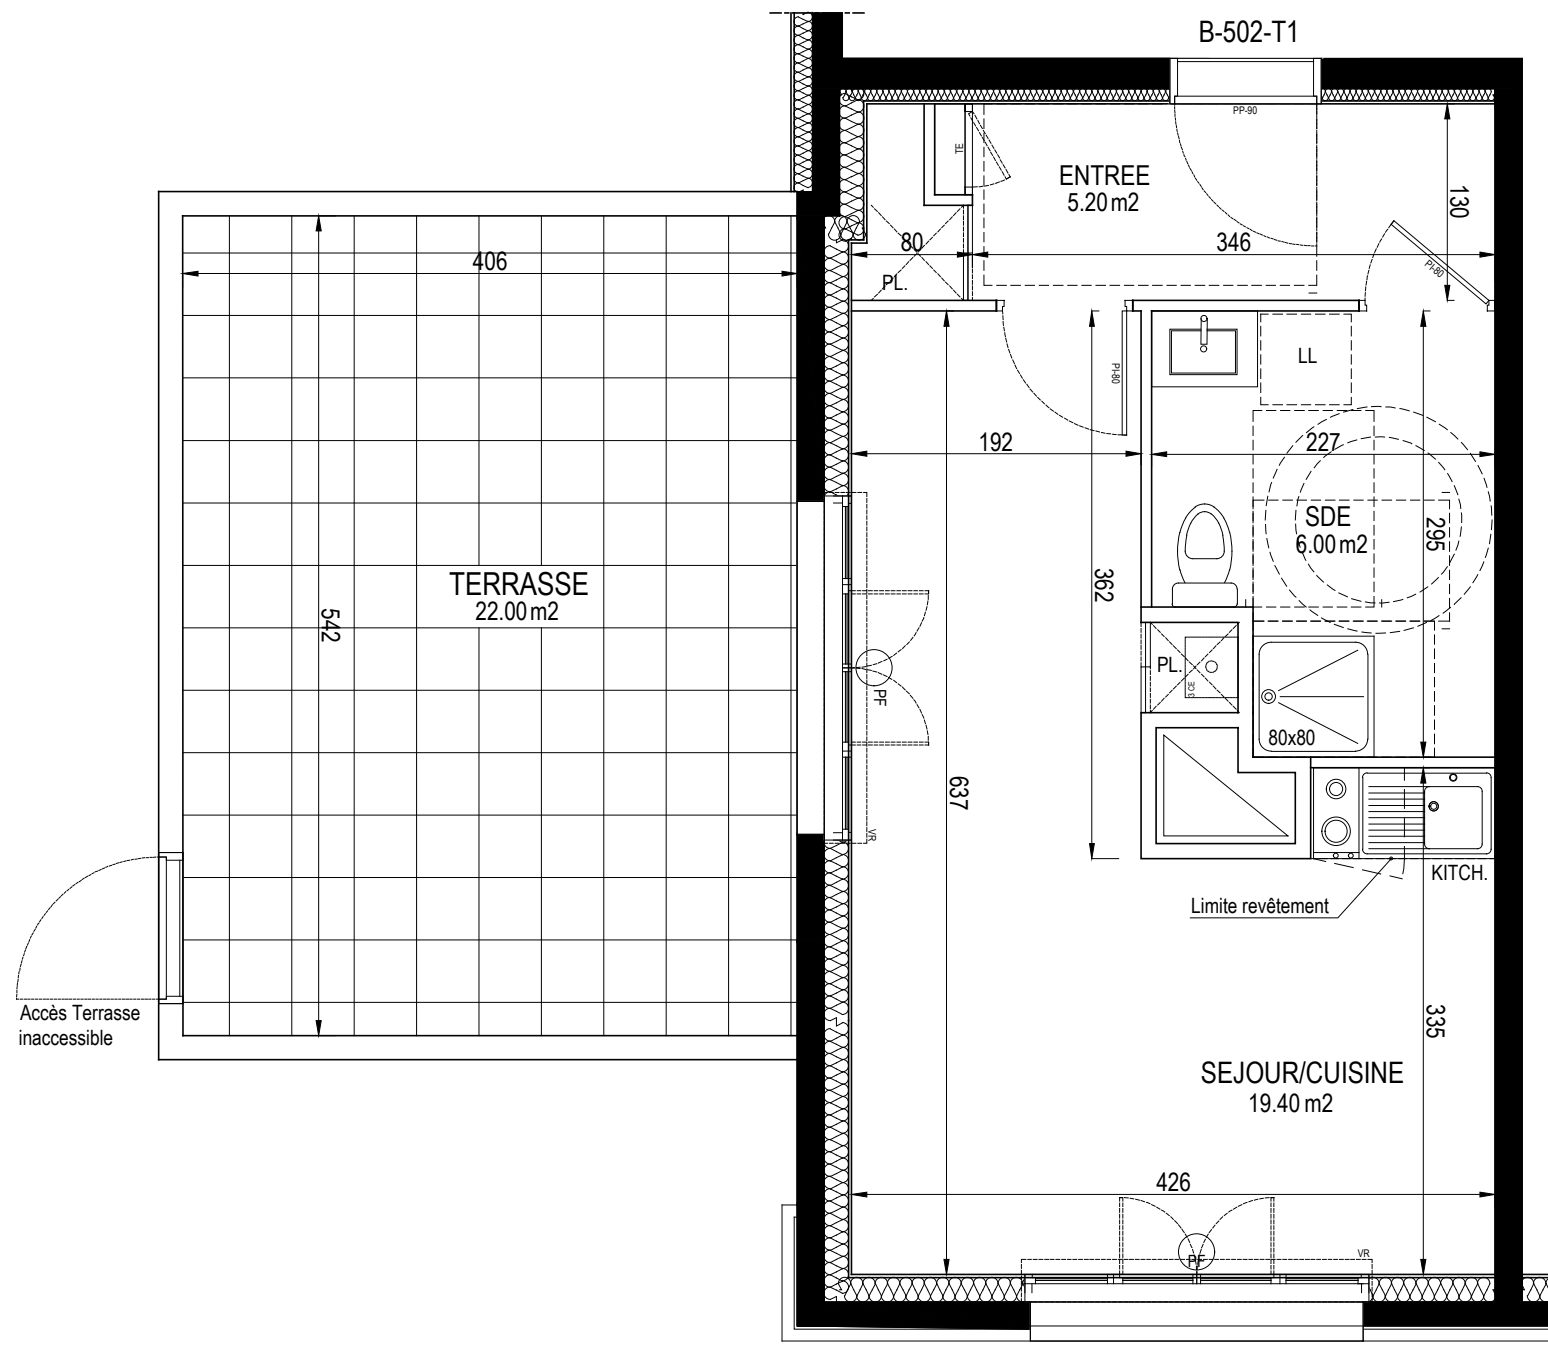 B-502-T1
PP-90
TE
ENTREE
5.20 m2
130
80
346
PL.
PI-80
406
PI-80
LL
192
227
SDE
6.00 m2
295
362
TERRASSE
22.00 m2
542
PL.
3 CE
PF
80x80
637
VR
KITCH.
Limite revêtement
Accès Terrasse
inaccessible
335
SEJOUR/CUISINE
19.40 m2
426
PF
VR